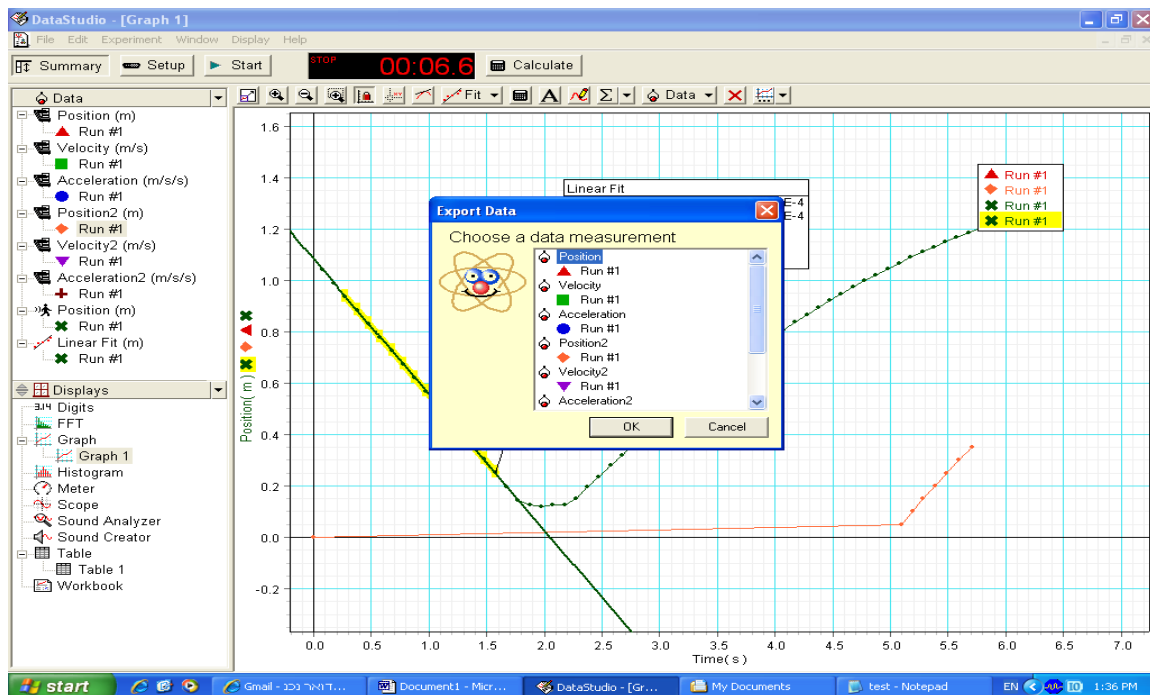 DataStudio - [Graph 1]
File Edit Experiment Window Display Help
Summary Setup Start STOP 00:06.6 Calculate
Data
Fit A Σ Data
Position (m)
Run #1
Velocity (m/s)
Run #1
Acceleration (m/s/s)
Run #1
Position2 (m)
Run #1
Velocity2 (m/s)
Run #1
Acceleration2 (m/s/s)
Run #1
Position (m)
Run #1
Linear Fit (m)
Run #1
Displays
3.14 Digits
FFT
Graph
Graph 1
Histogram
Meter
Scope
Sound Analyzer
Sound Creator
Table
Table 1
Workbook
1.6
1.4
1.2
1.0
0.8
0.6
0.4
0.2
0.0
-0.2
Position( m )
Linear Fit
E-4
E-4
Run #1
Run #1
Run #1
Run #1
Export Data
Choose a data measurement
Position
Run #1
Velocity
Run #1
Acceleration
Run #1
Position2
Run #1
Velocity2
Run #1
Acceleration2
OK Cancel
0.0 0.5 1.0 1.5 2.0 2.5 3.0 3.5 4.0 4.5 5.0 5.5 6.0 6.5 7.0
Time( s )
start Gmail - דואר נכנ... Document1 - Micr... DataStudio - [Gr... My Documents test - Notepad EN 1:36 PM